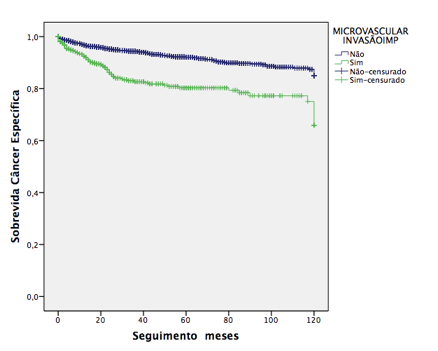 MICROVASCULAR
INVASÃOIMP
Não
Sim
Não-censurado
Sim-censurado
Sobrevida Câncer Específica
1,0
0,8
0,6
0,4
0,2
0,0
0
20
40
60
80
100
120
Seguimento meses